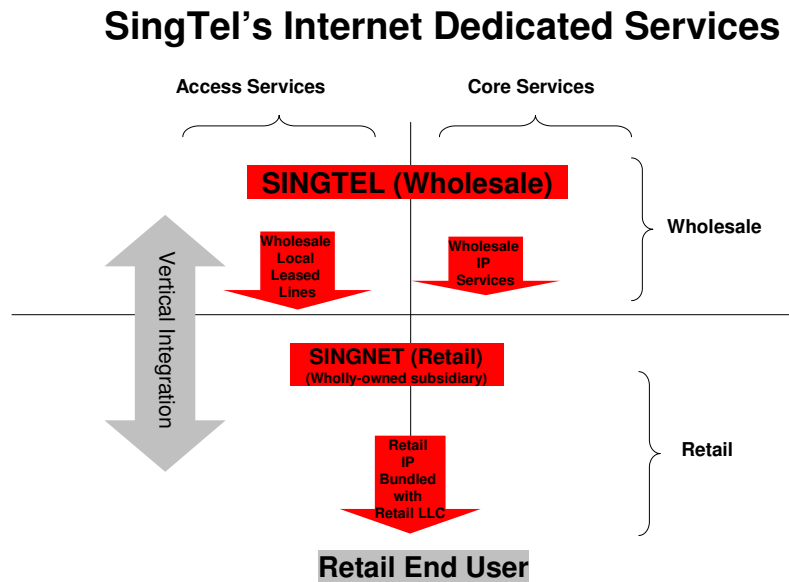 SingTel's Internet Dedicated Services
Access Services
Core Services
SINGTEL (Wholesale)
Wholesale
Local
Leased
Lines
Wholesale
IP
Services
Wholesale
Vertical Integration
SINGNET (Retail)
(Wholly-owned subsidiary)
Retail
IP
Bundled
with
Retail LLC
Retail
Retail End User